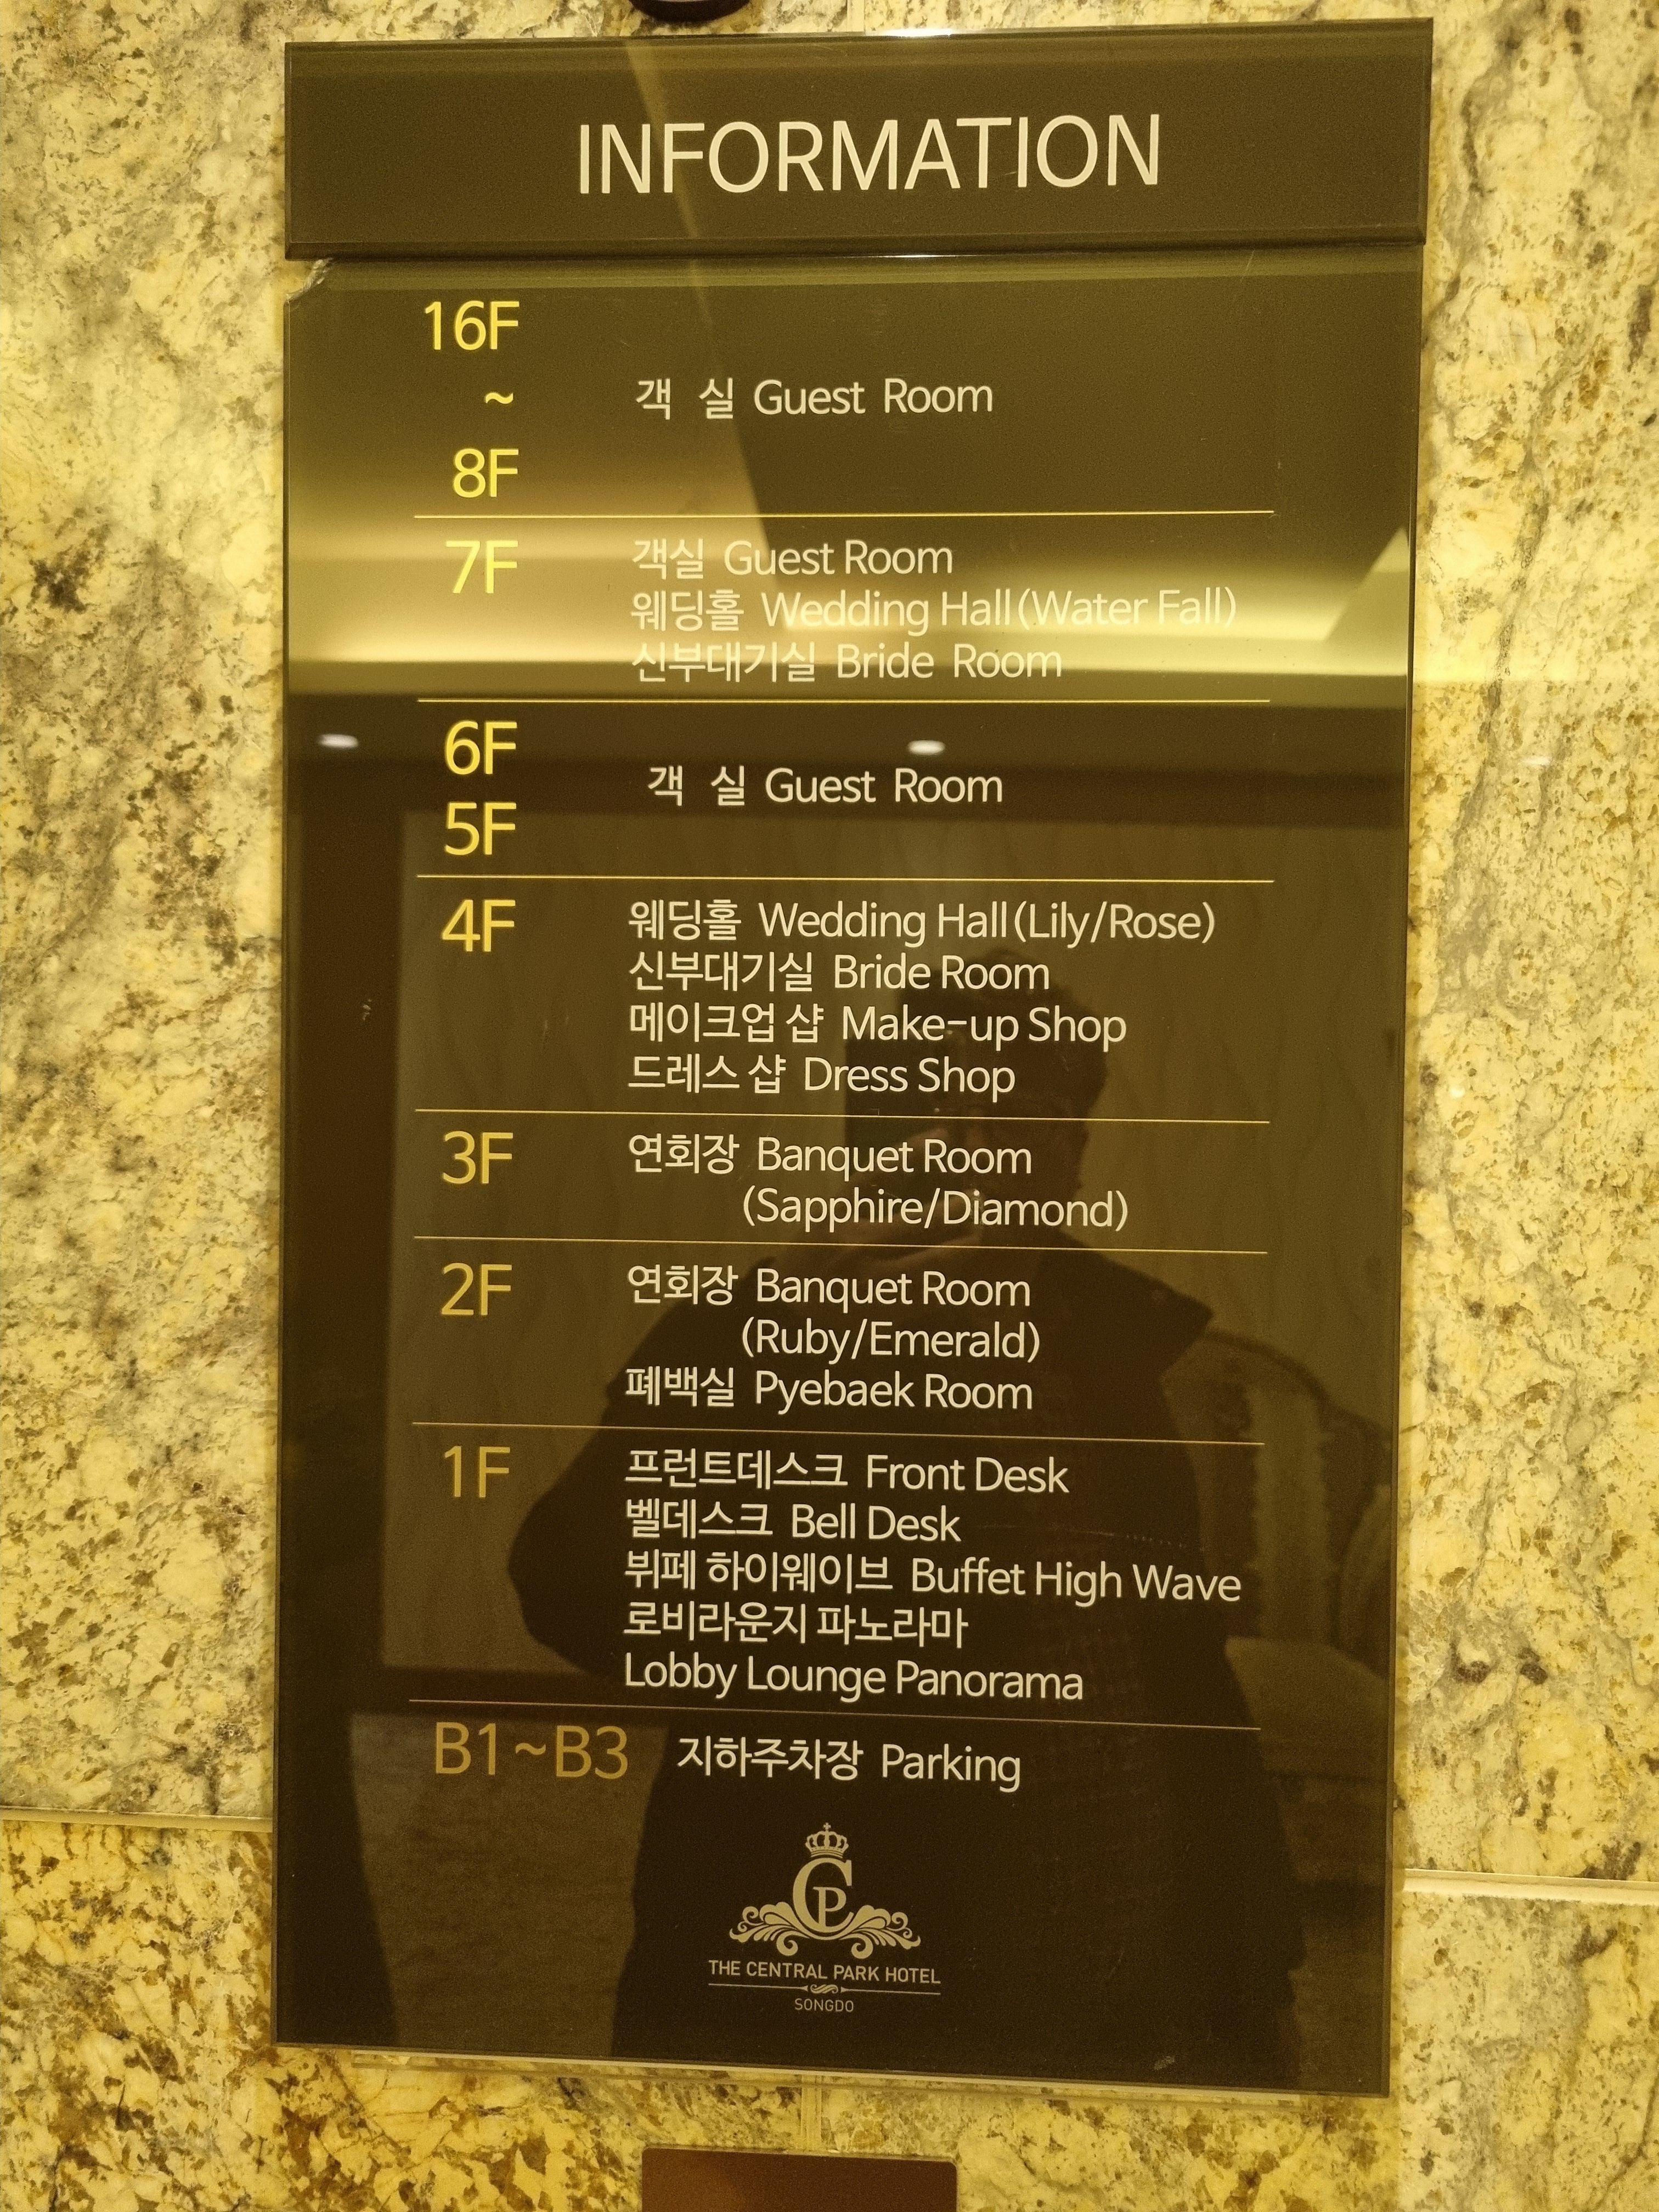 INFORMATION
16F
~
8F
객 실 Guest Room
7F
객실 Guest Room
웨딩홀 Wedding Hall(Water Fall)
신부대기실 Bride Room
6F
5F
객 실 Guest Room
4F
웨딩홀 Wedding Hall(Lily/Rose)
신부대기실 Bride Room
메이크업 샵 Make-up Shop
드레스 샵 Dress Shop
3F
연회장 Banquet Room
(Sapphire/Diamond)
2F
연회장 Banquet Room
(Ruby/Emerald)
폐백실 Pyebaek Room
1F
프런트데스크 Front Desk
벨데스크 Bell Desk
뷔페 하이웨이브 Buffet High Wave
로비라운지 파노라마
Lobby Lounge Panorama
B1~B3 지하주차장 Parking
CP
THE CENTRAL PARK HOTEL
SONGDO